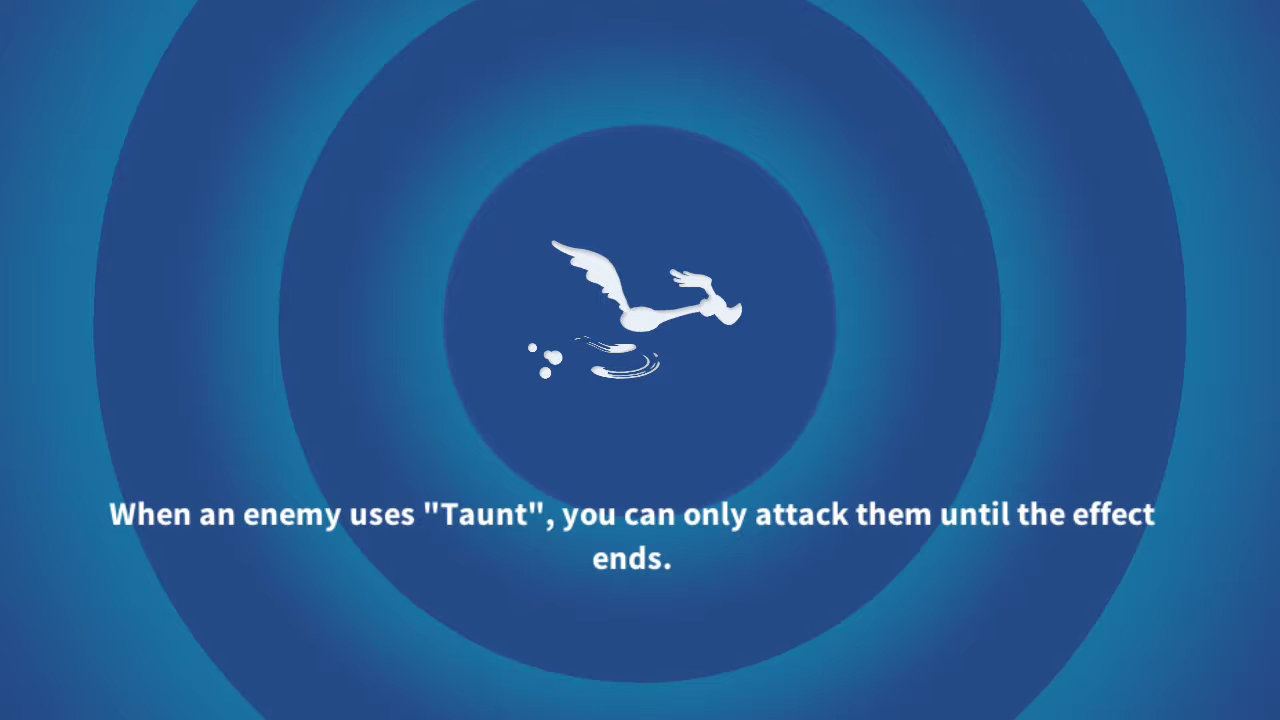 When an enemy uses "Taunt", you can only attack them until the effect
ends.